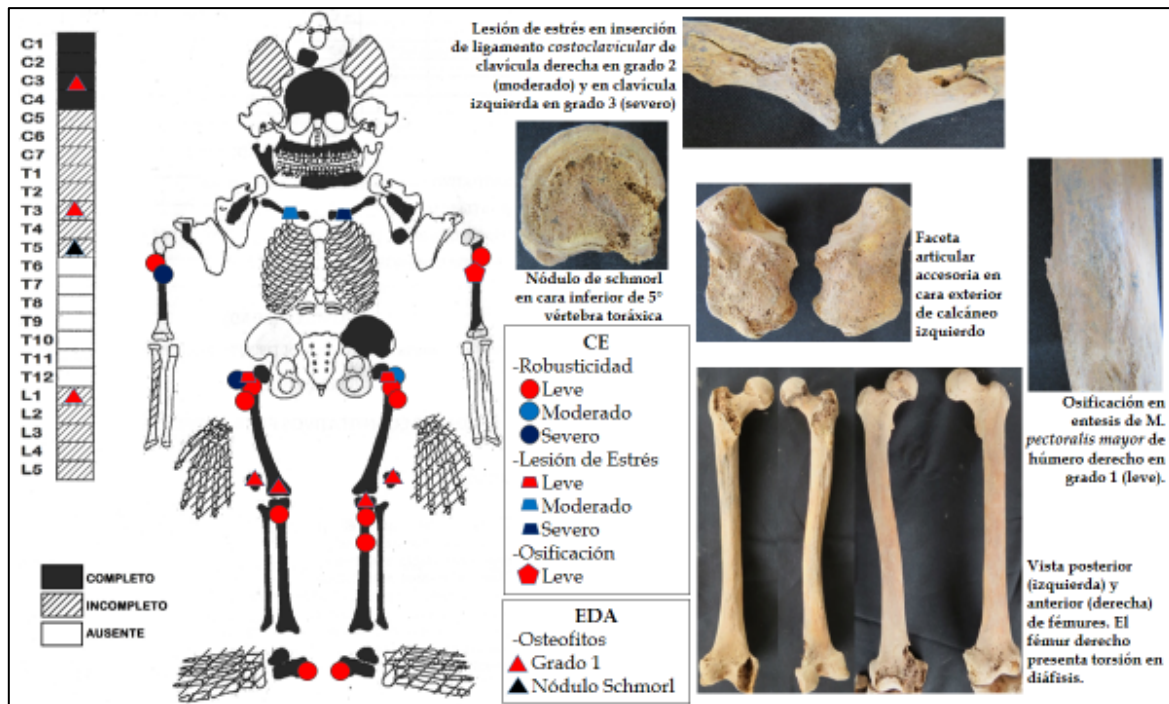 C1
C2
C3
C4
C5
C6
C7
T1
T2
T3
T4
T5
T6
T7
T8
T9
T10
T11
T12
L1
L2
L3
L4
L5
COMPLETO
INCOMPLETO
AUSENTE
Lesión de estrés en inserción
de ligamento costoclavicular de
clavícula derecha en grado 2
(moderado) y en clavícula
izquierda en grado 3 (severo)
Nódulo de schmorl
en cara inferior de 5°
vértebra toráxica
Faceta
articular
accesoria en
cara exterior
de calcáneo
izquierdo
Osificación en
entesis de M.
pectoralis mayor de
húmero derecho en
grado 1 (leve).
CE
-Robusticidad
Leve
Moderado
Severo
-Lesión de Estrés
Leve
Moderado
Severo
-Osificación
Leve
EDA
-Osteofitos
Grado 1
Nódulo Schmorl
Vista posterior
(izquierda) y
anterior (derecha)
de fémures. El
fémur derecho
presenta torsión en
diáfisis.